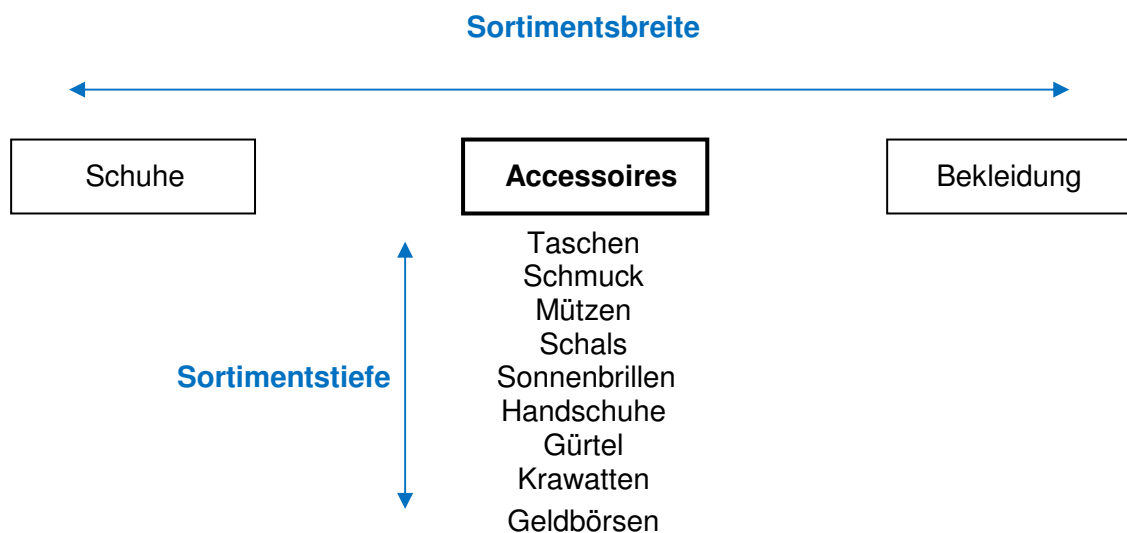 Sortimentsbreite
Schuhe
Accessoires
Bekleidung
Taschen
Schmuck
Mützen
Schals
Sortimentstiefe
Sonnenbrillen
Handschuhe
Gürtel
Krawatten
Geldbörsen